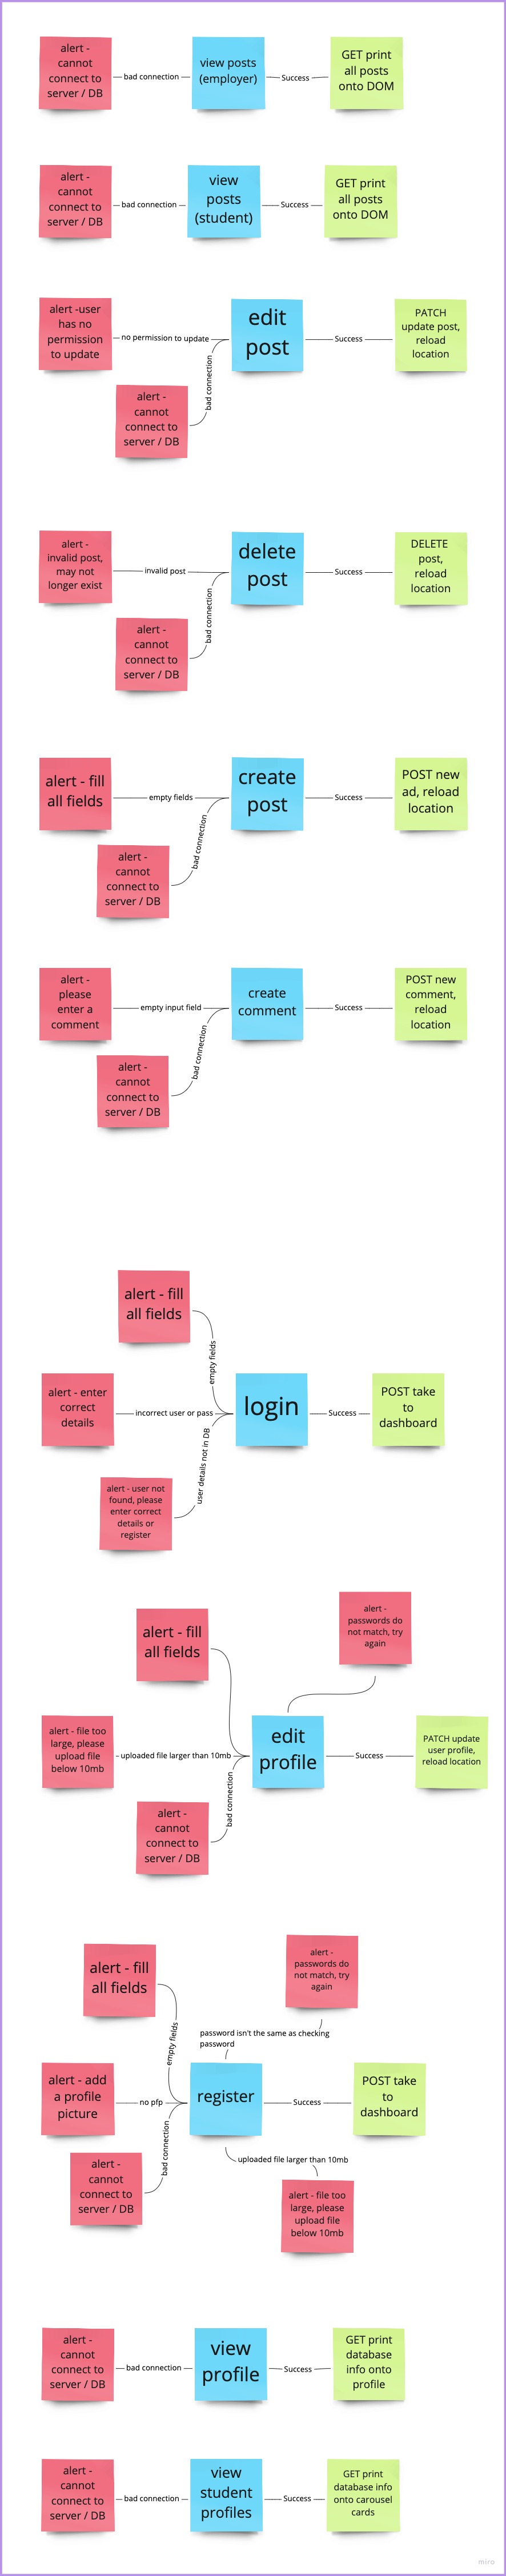 alert -
cannot
connect to
server / DB
bad connection
view posts
(employer)
Success
GET print
all posts
onto DOM
alert -
cannot
connect to
server / DB
bad connection
view
posts
(student)
Success
GET print
all posts
onto DOM
alert -user
has no
permission
to update
no permission to update
edit
post
Success
PATCH
update post,
reload
location
alert -
cannot
connect to
server / DB
bad connection
alert -
invalid post,
may not
longer exist
invalid post
delete
post
Success
DELETE
post,
reload
location
alert -
cannot
connect to
server / DB
bad connection
alert - fill
all fields
empty fields
create
post
Success
POST new
ad, reload
location
alert -
cannot
connect to
server / DB
bad connection
alert -
please
enter a
comment
empty input field
create
comment
Success
POST new
comment,
reload
location
alert -
cannot
connect to
server / DB
bad connection
alert - fill
all fields
empty fields
alert - enter
correct
details
incorrect user or pass
login
Success
POST take
to
dashboard
user details not in DB
alert - user not
found, please
enter correct
details or
register
alert -
passwords do
not match, try
again
alert - fill
all fields
alert - file too
large, please
upload file
below 10mb
uploaded file larger than 10mb
edit
profile
Success
PATCH update
user profile,
reload location
alert -
cannot
connect to
server / DB
bad connection
alert -
passwords do
not match, try
again
alert - fill
all fields
empty fields
password isn't the same as checking
password
alert - add
a profile
picture
no pfp
register
Success
POST take
to
dashboard
bad connection
alert -
cannot
connect to
server / DB
uploaded file larger than 10mb
alert - file too
large, please
upload file
below 10mb
alert -
cannot
connect to
server / DB
bad connection
view
profile
Success
GET print
database
info onto
profile
alert -
cannot
connect to
server / DB
bad connection
view
student
profiles
Success
GET print
database info
onto carousel
cards
miro